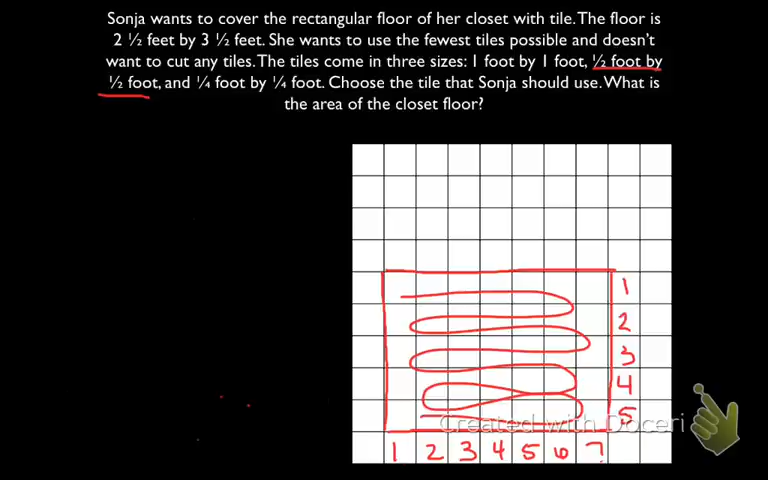 Sonja wants to cover the rectangular floor of her closet with tile. The floor is
2 ½ feet by 3 ½ feet. She wants to use the fewest tiles possible and doesn't
want to cut any tiles. The tiles come in three sizes: 1 foot by 1 foot, ½ foot by
½ foot, and ¼ foot by ¼ foot. Choose the tile that Sonja should use. What is
the area of the closet floor?
1
2
3
4
5
Created with Doceri
1 2 3 4 5 6 7